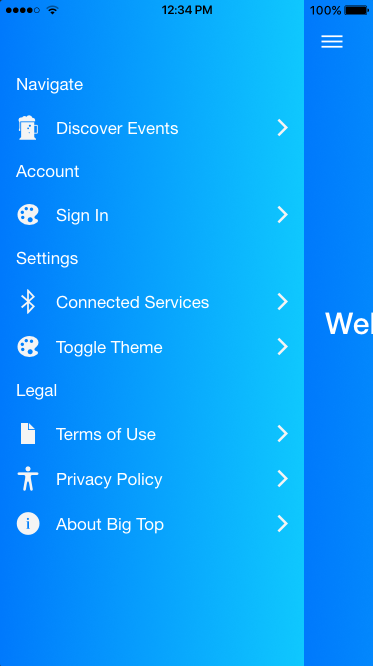 12:34 PM
100%
Navigate
Discover Events
Account
Sign In
Settings
Connected Services
Toggle Theme
Wel
Legal
Terms of Use
Privacy Policy
About Big Top